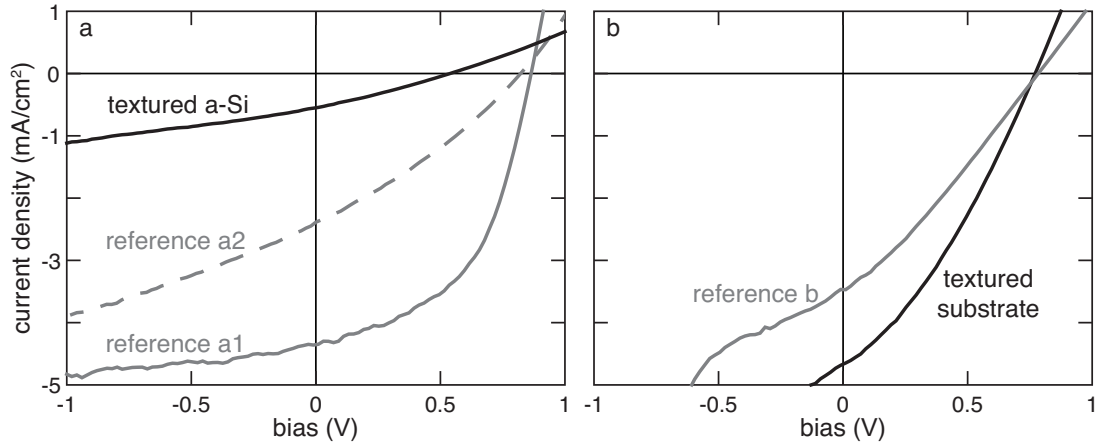 a
b
1
0
-1
-3
-5
current density (mA/cm²)
textured a-Si
reference a2
reference a1
-1
-0.5
0
0.5
1
bias (V)
reference b
textured
substrate
-1
-0.5
0
0.5
1
bias (V)